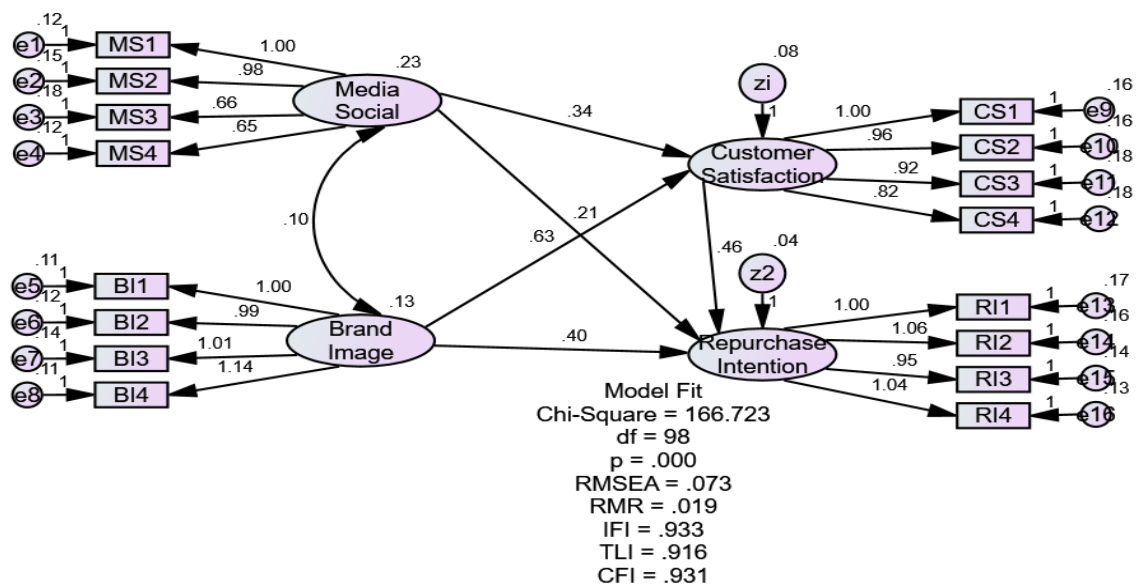 .12
1
e1
MS1
1.00
.15
1
e2
MS2
.98
.18
1
e3
MS3
.66
.12
1
e4
MS4
.65
.23
Media
Social
.08
zi
1
.34
Customer
Satisfaction
1.00
CS1
1
.16
e9
.96
CS2
1
.16
e10
.92
CS3
1
.18
e11
.82
CS4
1
.18
e12
.10
.21
.63
.46
.04
z2
1
.11
1
e5
BI1
1.00
.12
1
e6
BI2
.99
.14
1
e7
BI3
1.01
.11
1
e8
BI4
1.14
.13
Brand
Image
.40
Repurchase
Intention
1.00
RI1
1
.17
e13
1.06
RI2
1
.16
e14
.95
RI3
1
.14
e15
1.04
RI4
1
.13
e16
Model Fit
Chi-Square = 166.723
df = 98
p = .000
RMSEA = .073
RMR = .019
IFI = .933
TLI = .916
CFI = .931